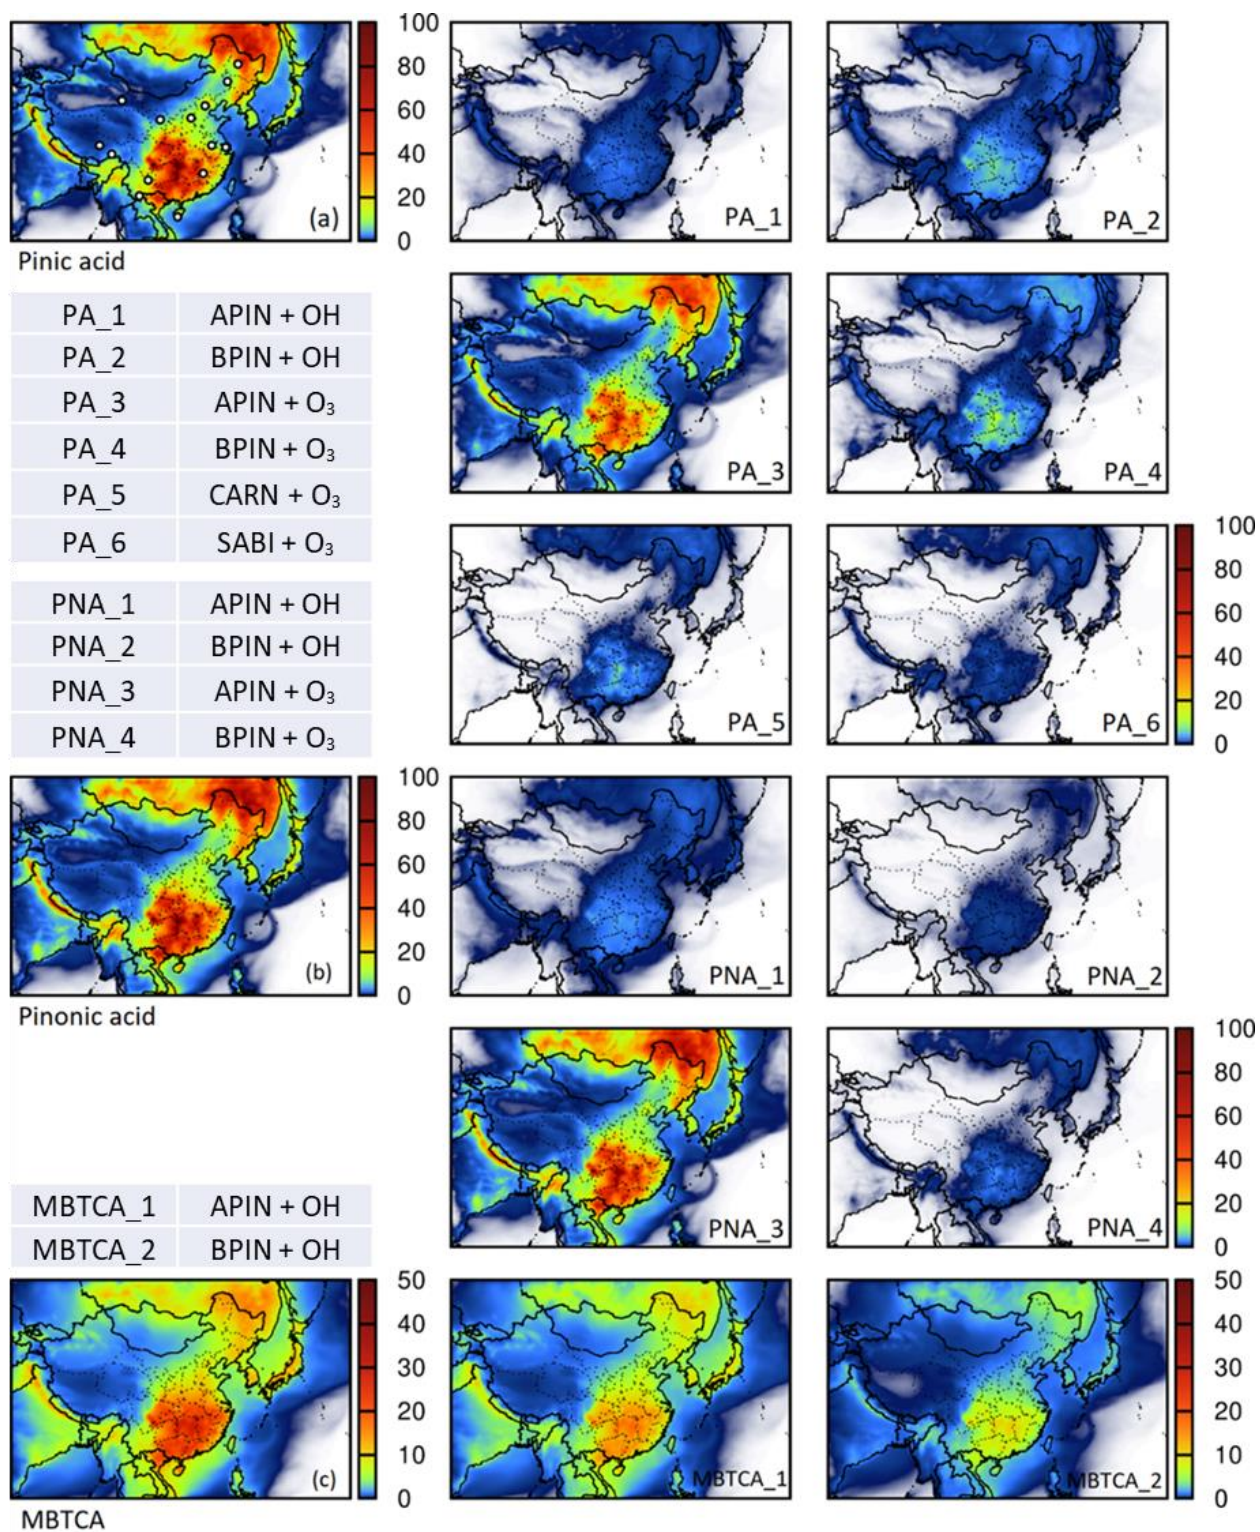 100
80
60
40
20
0
(a)
PA_1
PA_2
Pinic acid
PA_1 APIN + OH
PA_2 BPIN + OH
PA_3 APIN + O₃
PA_4 BPIN + O₃
PA_5 CARN + O₃
PA_6 SABI + O₃
PA_3
PA_4
PA_5
PA_6
100
80
60
40
20
0
PNA_1 APIN + OH
PNA_2 BPIN + OH
PNA_3 APIN + O₃
PNA_4 BPIN + O₃
100
80
60
40
20
0
(b)
PNA_1
PNA_2
Pinonic acid
PNA_3
PNA_4
100
80
60
40
20
0
MBTCA_1 APIN + OH
MBTCA_2 BPIN + OH
50
40
30
20
10
0
(c)
MBTCA_1
MBTCA_2
50
40
30
20
10
0
MBTCA